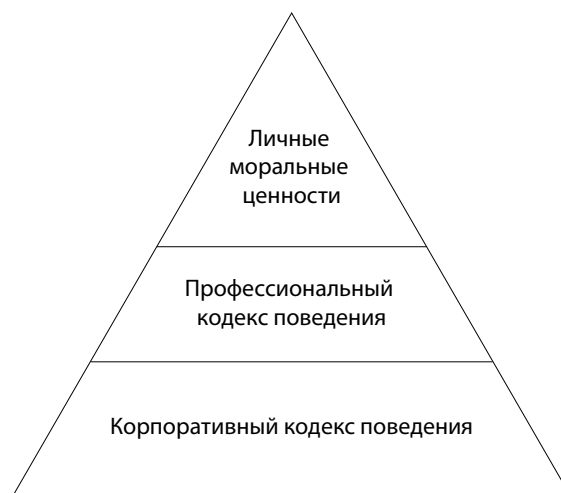 Личные
моральные
ценности
Профессиональный
кодекс поведения
Корпоративный кодекс поведения